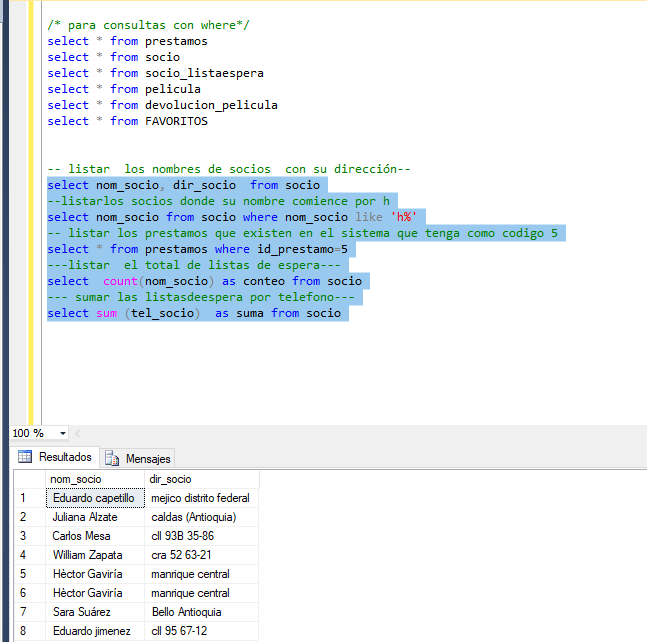 /* para consultas con where*/
select * from prestamos
select * from socio
select * from socio_listaespera
select * from pelicula
select * from devolucion_pelicula
select * from FAVORITOS
-- listar  los nombres de socios  con su dirección--
select nom_socio, dir_socio  from socio
--listarlos socios donde su nombre comience por h
select nom_socio from socio where nom_socio like 'h%'
-- listar los prestamos que existen en el sistema que tenga como codigo 5
select * from prestamos where id_prestamo=5
---listar  el total de listas de espera---
select  count(nom_socio) as conteo from socio
--- sumar las listasdeespera por telefono---
select sum (tel_socio)  as suma from socio
100 %
Resultados Mensajes
nom_socio dir_socio
1 Eduardo capetillo mejico distrito federal
2 Juliana Alzate caldas (Antioquia)
3 Carlos Mesa cll 93B 35-86
4 William Zapata cra 52 63-21
5 Hèctor Gaviría manrique central
6 Hèctor Gaviría manrique central
7 Sara Suárez Bello Antioquia
8 Eduardo jimenez cll 95 67-12